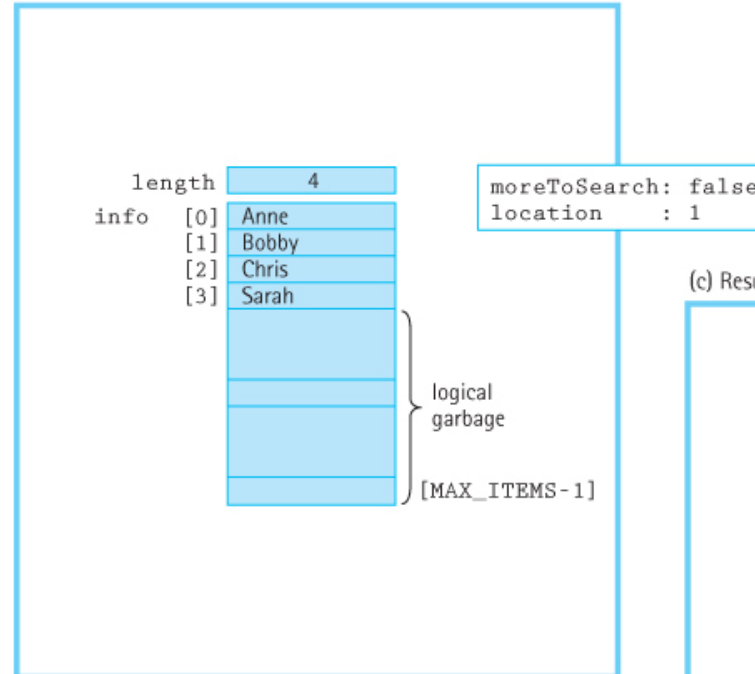 length 4
info [0] Anne
[1] Bobby
[2] Chris
[3] Sarah
logical
garbage
[MAX_ITEMS-1]
moreToSearch: false
location : 1
(c)